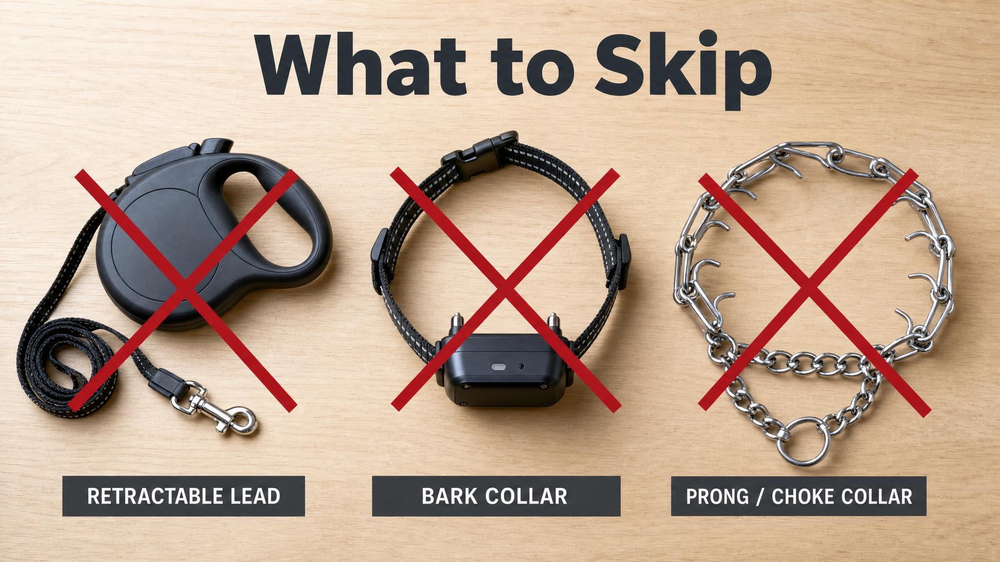 What to Skip
RETRACTABLE LEAD
BARK COLLAR
PRONG / CHOKE COLLAR